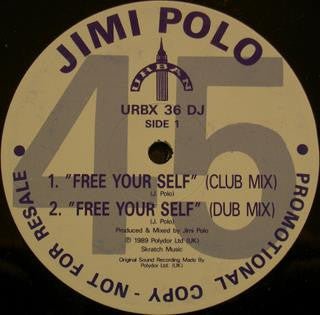 JIMI POLO
URBAN
45
URBX 36 DJ
SIDE 1
1. "FREE YOUR SELF" (CLUB MIX)
(J. Polo)
2. "FREE YOUR SELF" (DUB MIX)
(J. Polo)
Produced & Mixed by Jimi Polo
℗ 1989 Polydor Ltd (UK)
Skratch Music
Original Sound Recording Made By
Polydor Ltd. (UK)
• PROMOTIONAL COPY - NOT FOR RESALE •